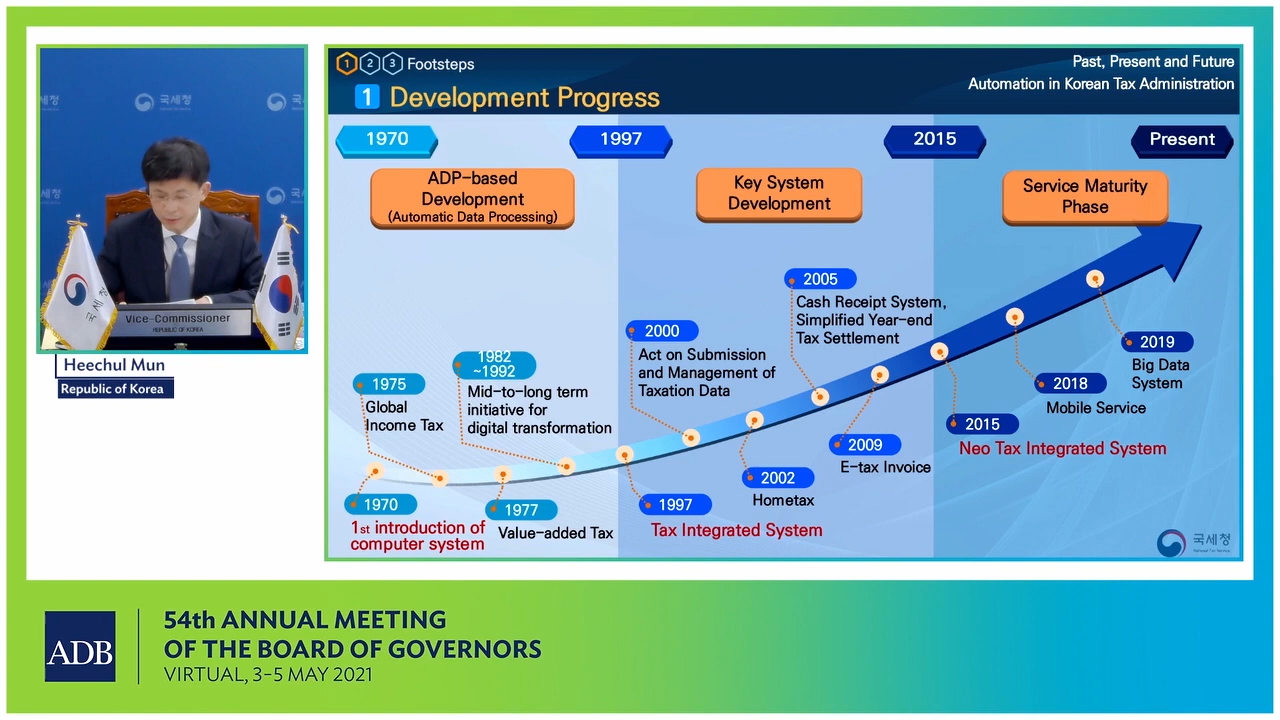 국세청
국세청
Vice-Commissioner
REPUBLIC OF KOREA
Heechul Mun
Republic of Korea
1 2 3 Footsteps
Past, Present and Future
Automation in Korean Tax Administration
1 Development Progress
1970
1997
2015
Present
ADP-based
Development
(Automatic Data Processing)
Key System
Development
Service Maturity
Phase
1970
1st introduction of
computer system
1975
Global
Income Tax
1977
Value-added Tax
1982
~1992
Mid-to-long term
initiative for
digital transformation
1997
Tax Integrated System
2000
Act on Submission
and Management of
Taxation Data
2002
Hometax
2005
Cash Receipt System,
Simplified Year-end
Tax Settlement
2009
E-tax Invoice
2015
Neo Tax Integrated System
2018
Mobile Service
2019
Big Data
System
국세청
National Tax Service
ADB
54th ANNUAL MEETING
OF THE BOARD OF GOVERNORS
VIRTUAL, 3–5 MAY 2021